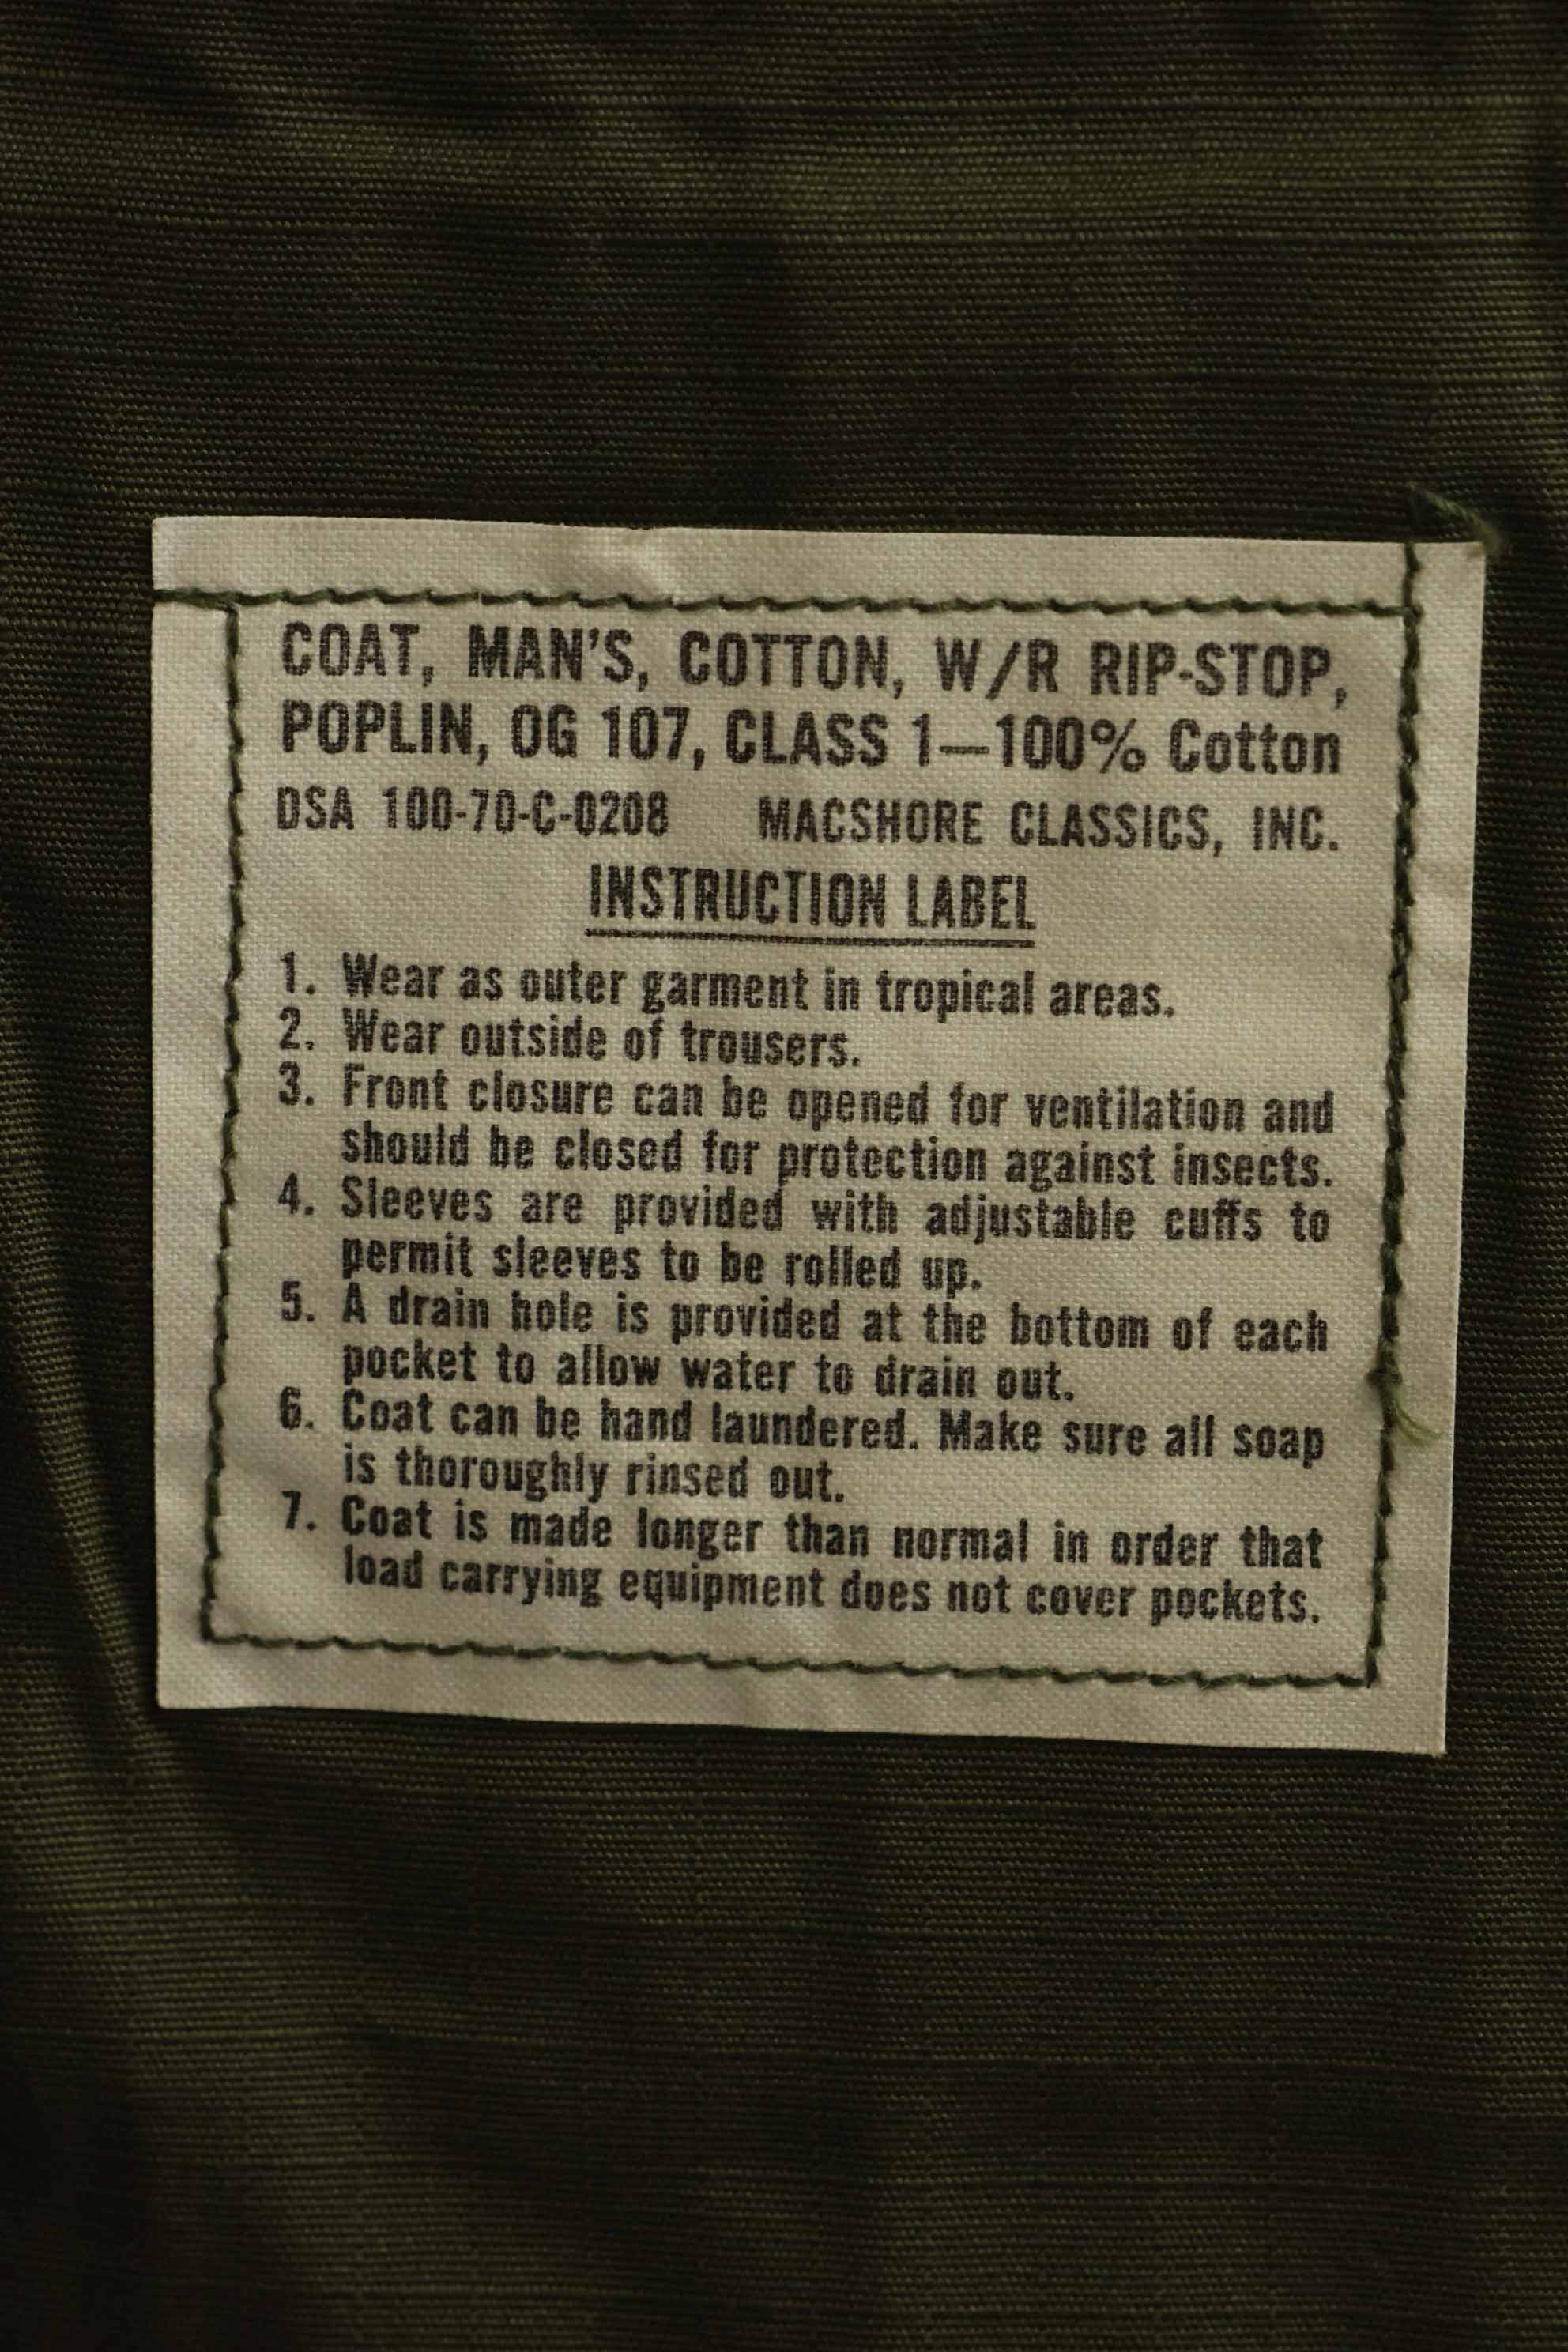 COAT, MAN'S, COTTON, W/R RIP-STOP,
POPLIN, OG 107, CLASS 1—100% Cotton
DSA 100-70-C-0208 MACSHORE CLASSICS, INC.
INSTRUCTION LABEL
1. Wear as outer garment in tropical areas.
2. Wear outside of trousers.
3. Front closure can be opened for ventilation and
should be closed for protection against insects.
4. Sleeves are provided with adjustable cuffs to
permit sleeves to be rolled up.
5. A drain hole is provided at the bottom of each
pocket to allow water to drain out.
6. Coat can be hand laundered. Make sure all soap
is thoroughly rinsed out.
7. Coat is made longer than normal in order that
load carrying equipment does not cover pockets.